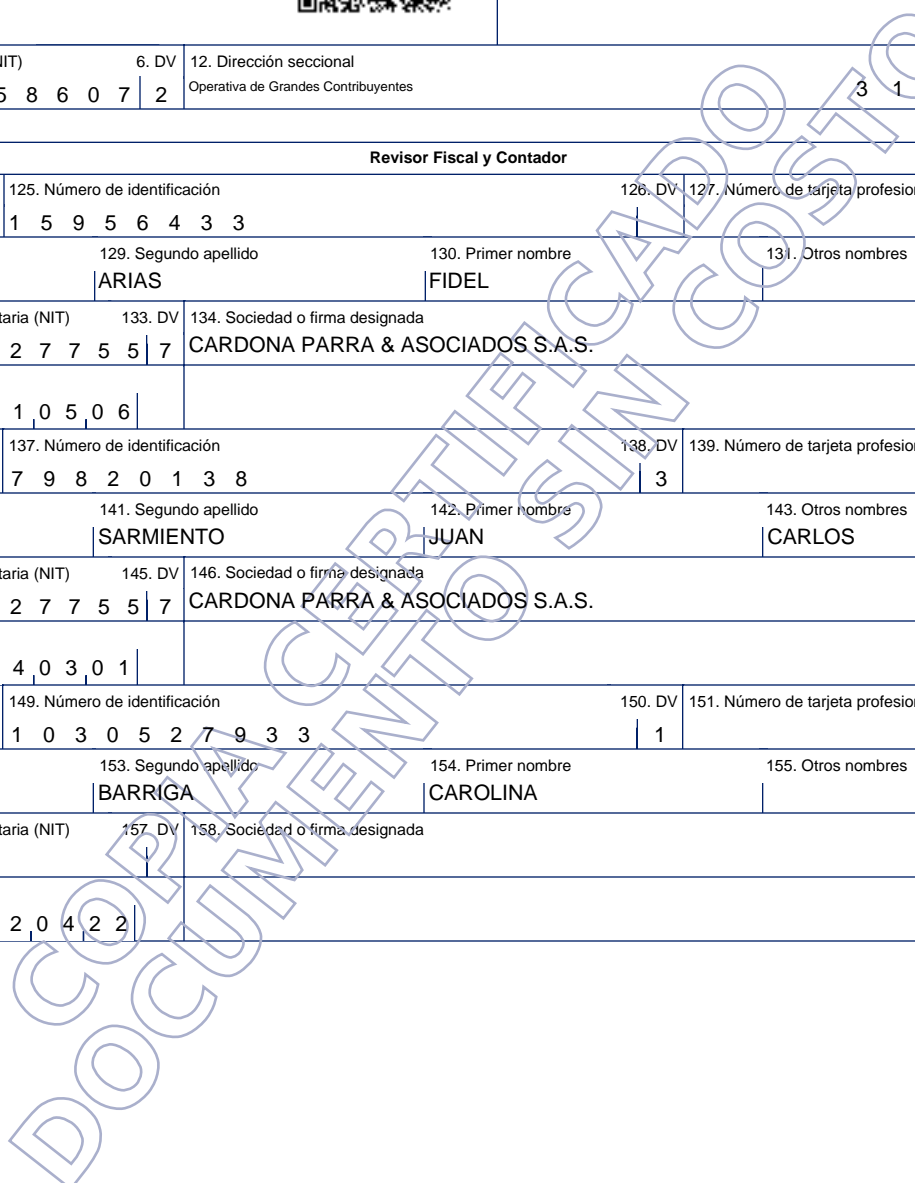 IIT) 6. DV 12. Dirección seccional
5 8 6 0 7 2 Operativa de Grandes Contribuyentes 3 1
Revisor Fiscal y Contador
125. Número de identificación 126. DV 127. Número de tarjeta profesion
1 5 9 5 6 4 3 3
129. Segundo apellido 130. Primer nombre 131. Otros nombres
ARIAS FIDEL
taria (NIT) 133. DV 134. Sociedad o firma designada
2 7 7 5 5 7 CARDONA PARRA & ASOCIADOS S.A.S.
1 0 5 0 6
137. Número de identificación 138. DV 139. Número de tarjeta profesion
7 9 8 2 0 1 3 8 3
141. Segundo apellido 142. Primer nombre 143. Otros nombres
SARMIENTO JUAN CARLOS
taria (NIT) 145. DV 146. Sociedad o firma designada
2 7 7 5 5 7 CARDONA PARRA & ASOCIADOS S.A.S.
4 0 3 0 1
149. Número de identificación 150. DV 151. Número de tarjeta profesion
1 0 3 0 5 2 7 9 3 3 1
153. Segundo apellido 154. Primer nombre 155. Otros nombres
BARRIGA CAROLINA
taria (NIT) 157. DV 158. Sociedad o firma designada
2 0 4 2 2
COPIA CERTIFICADO
DOCUMENTO SIN COSTO